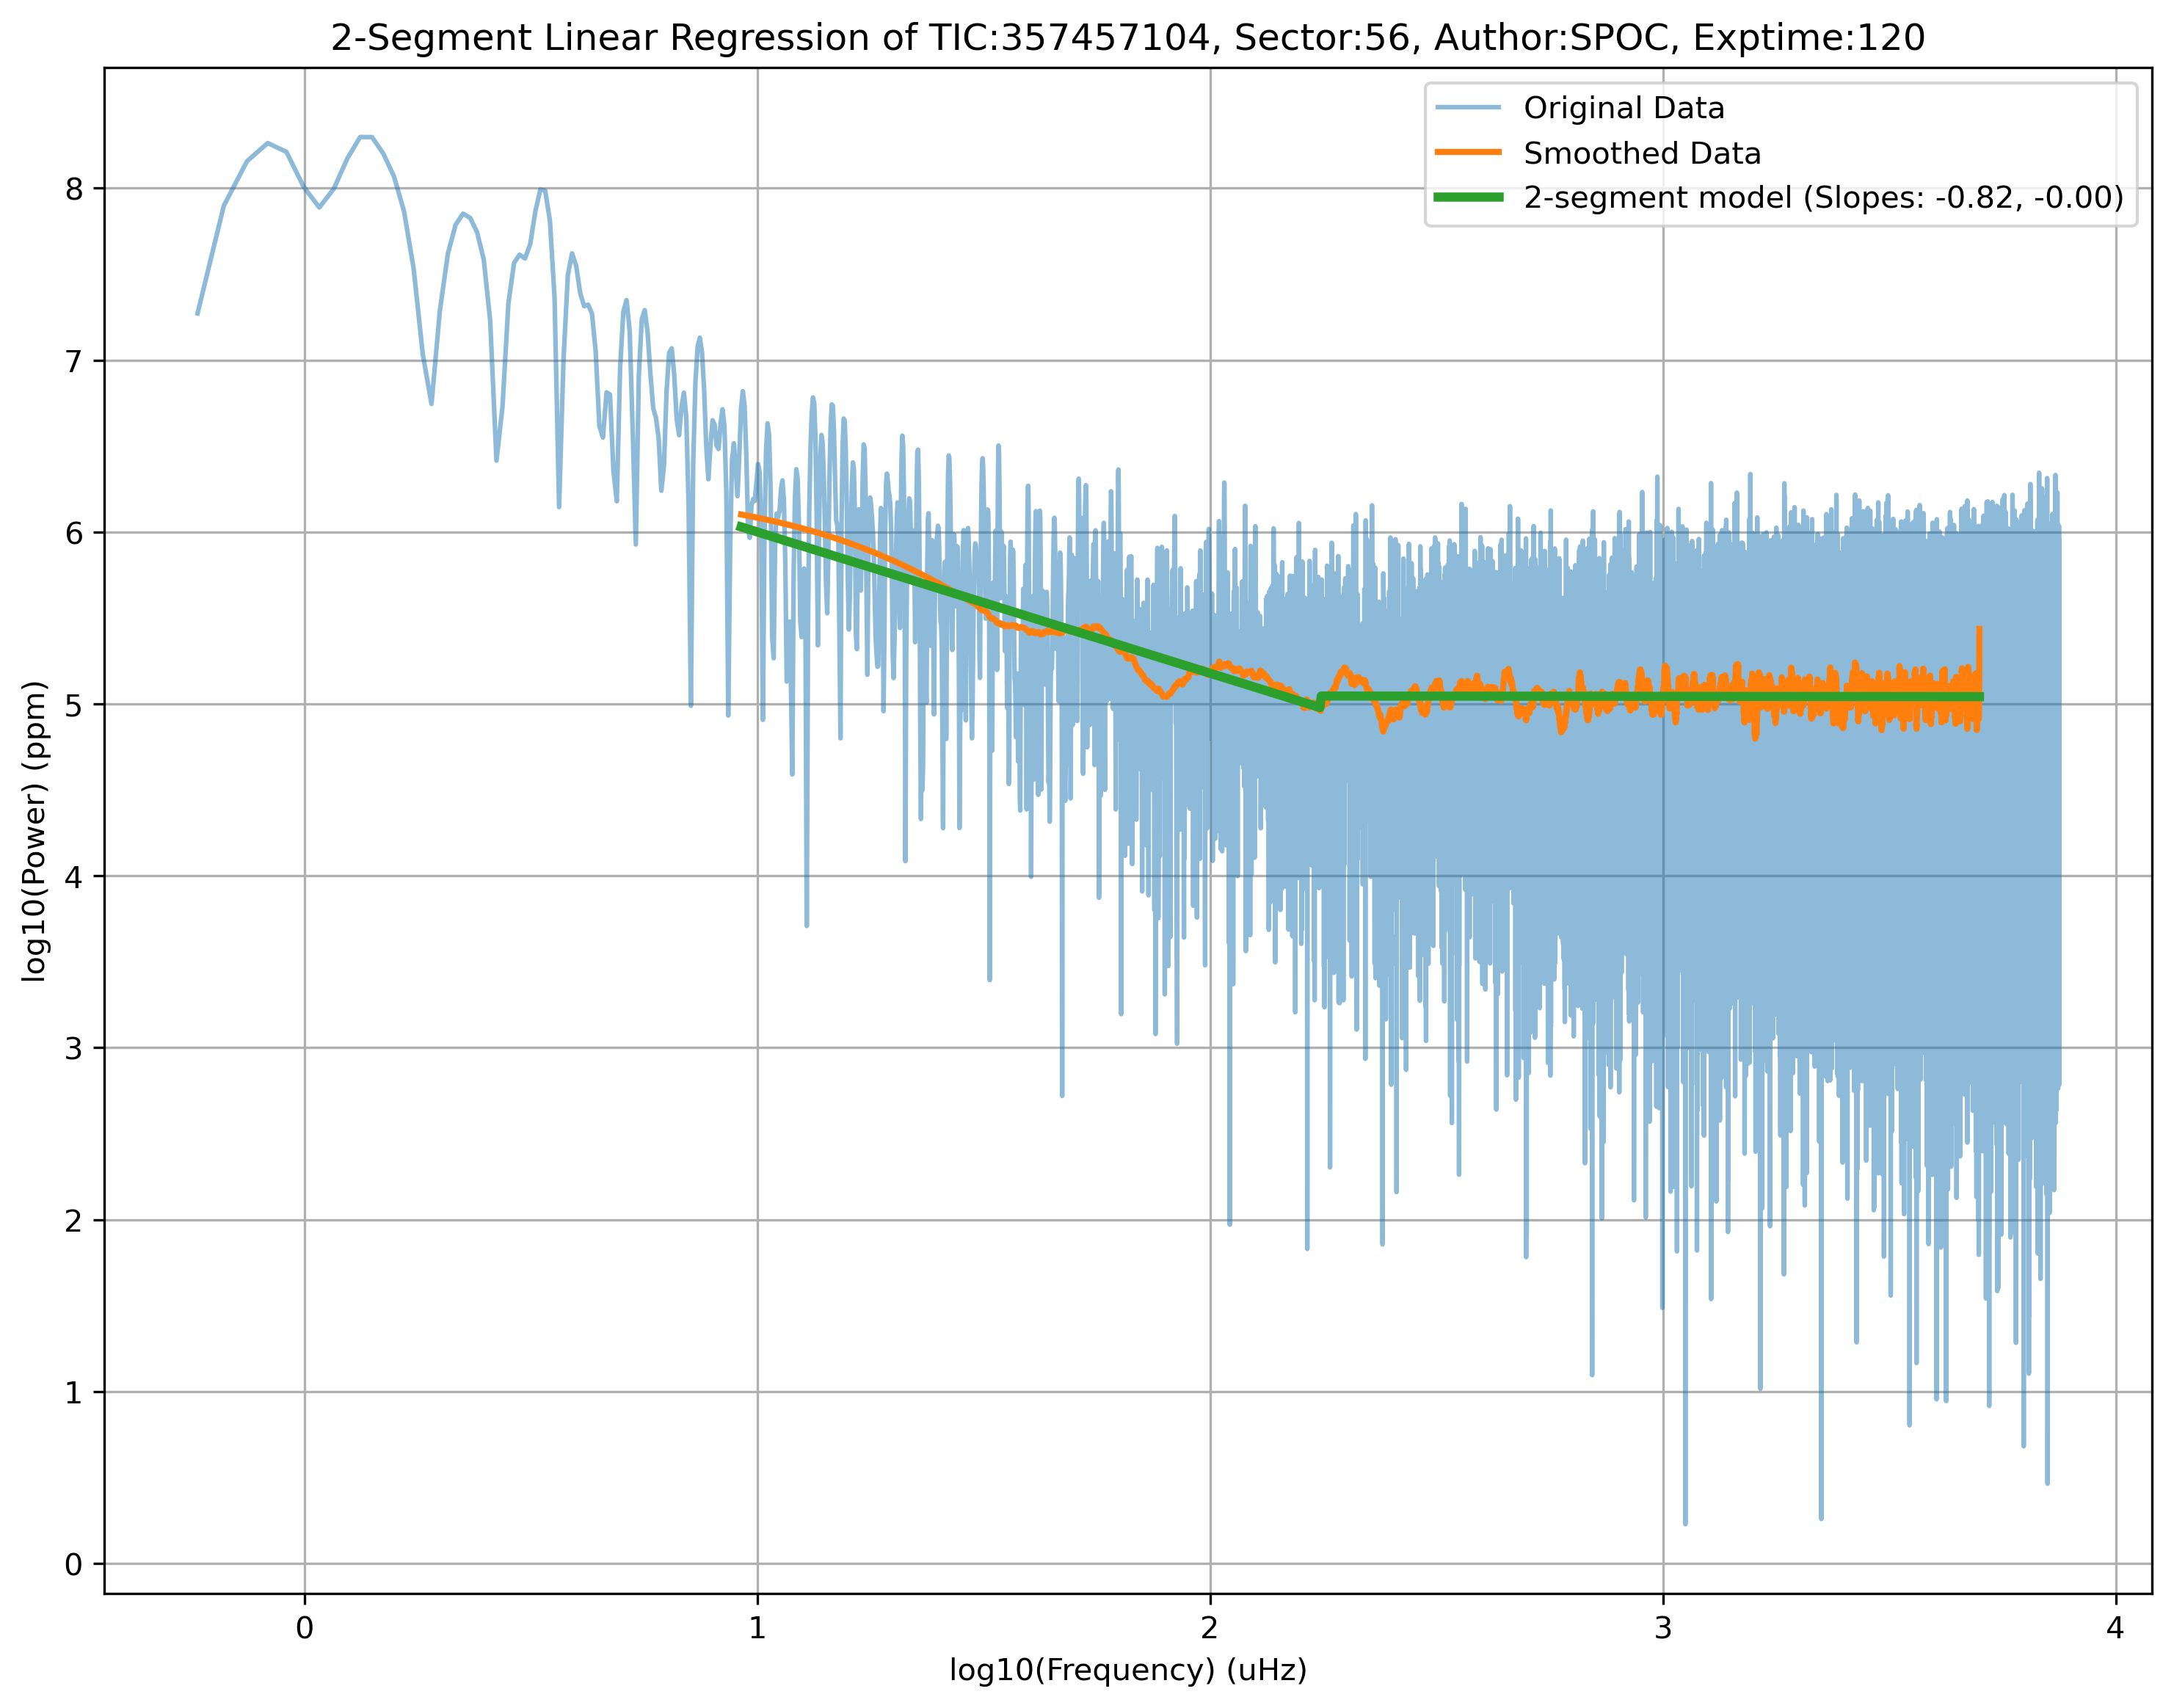 2-Segment Linear Regression of TIC:357457104, Sector:56, Author:SPOC, Exptime:120
Original Data
Smoothed Data
2-segment model (Slopes: -0.82, -0.00)
log10(Power) (ppm)
8
7
6
5
4
3
2
1
0
0
1
2
3
4
log10(Frequency) (uHz)